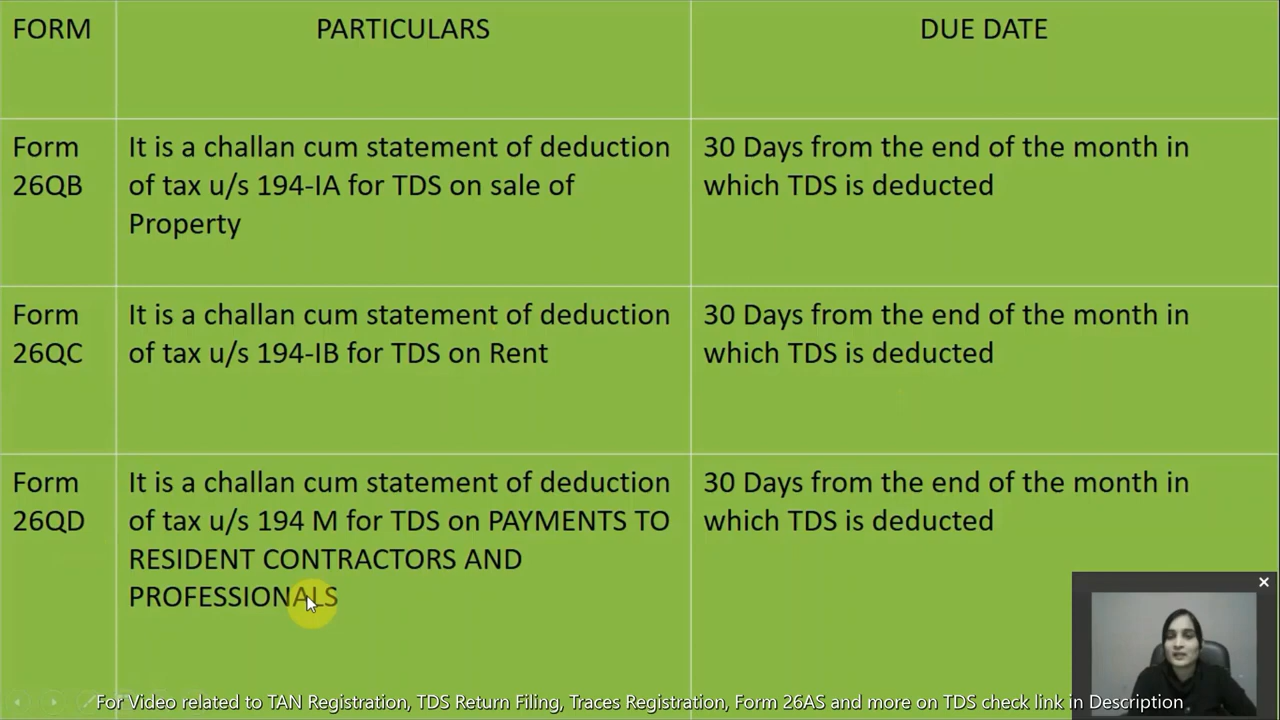 FORM
PARTICULARS
DUE DATE
Form
26QB
It is a challan cum statement of deduction
of tax u/s 194-IA for TDS on sale of
Property
30 Days from the end of the month in
which TDS is deducted
Form
26QC
It is a challan cum statement of deduction
of tax u/s 194-IB for TDS on Rent
30 Days from the end of the month in
which TDS is deducted
Form
26QD
It is a challan cum statement of deduction
of tax u/s 194 M for TDS on PAYMENTS TO
RESIDENT CONTRACTORS AND
PROFESSIONALS
30 Days from the end of the month in
which TDS is deducted
For Video related to TAN Registration, TDS Return Filing, Traces Registration, Form 26AS and more on TDS check link in Description